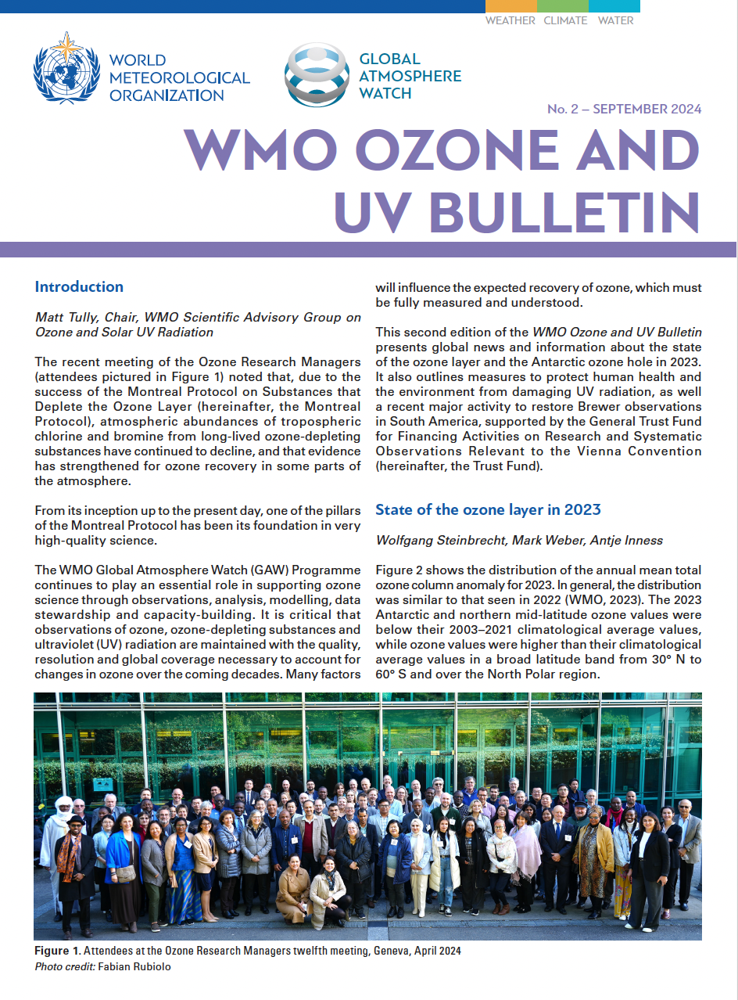 WEATHER CLIMATE WATER
WORLD
METEOROLOGICAL
ORGANIZATION
GLOBAL
ATMOSPHERE
WATCH
No. 2 – SEPTEMBER 2024
WMO OZONE AND
UV BULLETIN
Introduction
Matt Tully, Chair, WMO Scientific Advisory Group on
Ozone and Solar UV Radiation
The recent meeting of the Ozone Research Managers
(attendees pictured in Figure 1) noted that, due to the
success of the Montreal Protocol on Substances that
Deplete the Ozone Layer (hereinafter, the Montreal
Protocol), atmospheric abundances of tropospheric
chlorine and bromine from long-lived ozone-depleting
substances have continued to decline, and that evidence
has strengthened for ozone recovery in some parts of
the atmosphere.
From its inception up to the present day, one of the pillars
of the Montreal Protocol has been its foundation in very
high-quality science.
The WMO Global Atmosphere Watch (GAW) Programme
continues to play an essential role in supporting ozone
science through observations, analysis, modelling, data
stewardship and capacity-building. It is critical that
observations of ozone, ozone-depleting substances and
ultraviolet (UV) radiation are maintained with the quality,
resolution and global coverage necessary to account for
changes in ozone over the coming decades. Many factors
will influence the expected recovery of ozone, which must
be fully measured and understood.
This second edition of the WMO Ozone and UV Bulletin
presents global news and information about the state
of the ozone layer and the Antarctic ozone hole in 2023.
It also outlines measures to protect human health and
the environment from damaging UV radiation, as well
a recent major activity to restore Brewer observations
in South America, supported by the General Trust Fund
for Financing Activities on Research and Systematic
Observations Relevant to the Vienna Convention
(hereinafter, the Trust Fund).
State of the ozone layer in 2023
Wolfgang Steinbrecht, Mark Weber, Antje Inness
Figure 2 shows the distribution of the annual mean total
ozone column anomaly for 2023. In general, the distribution
was similar to that seen in 2022 (WMO, 2023). The 2023
Antarctic and northern mid-latitude ozone values were
below their 2003–2021 climatological average values,
while ozone values were higher than their climatological
average values in a broad latitude band from 30° N to
60° S and over the North Polar region.
Figure 1. Attendees at the Ozone Research Managers twelfth meeting, Geneva, April 2024
Photo credit: Fabian Rubiolo